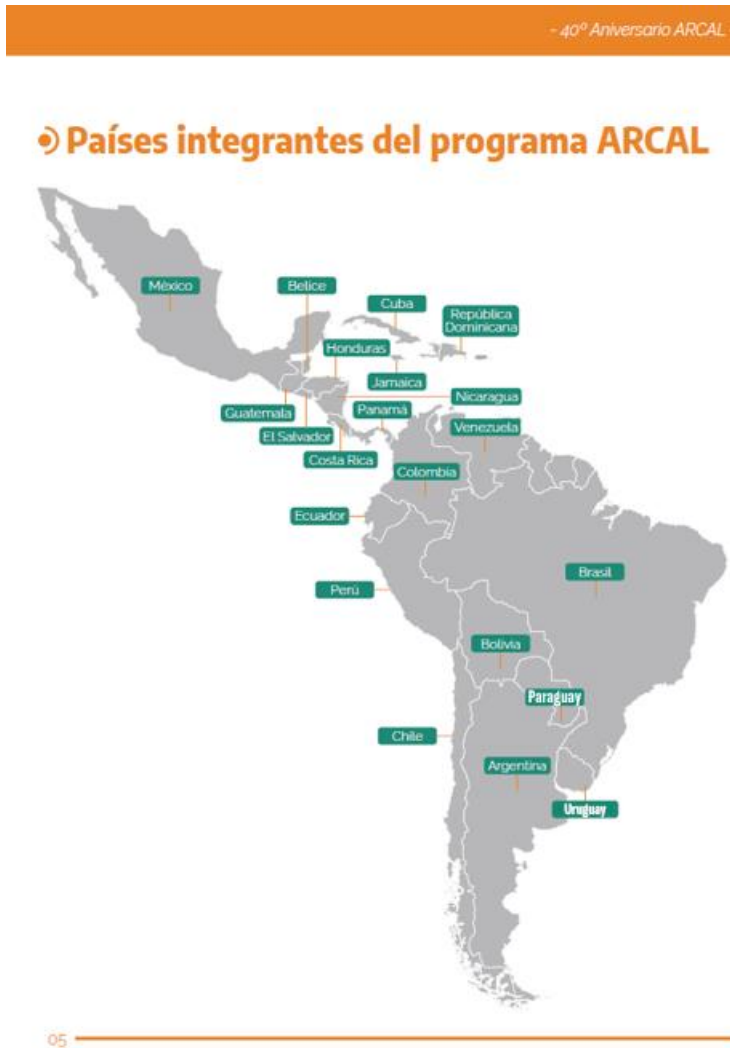 - 40º Aniversario ARCAL
Países integrantes del programa ARCAL
México
Belice
Cuba
República
Dominicana
Honduras
Jamaica
Nicaragua
Guatemala
Panamá
El Salvador
Venezuela
Costa Rica
Colombia
Ecuador
Brasil
Perú
Bolivia
Paraguay
Chile
Argentina
Uruguay
05